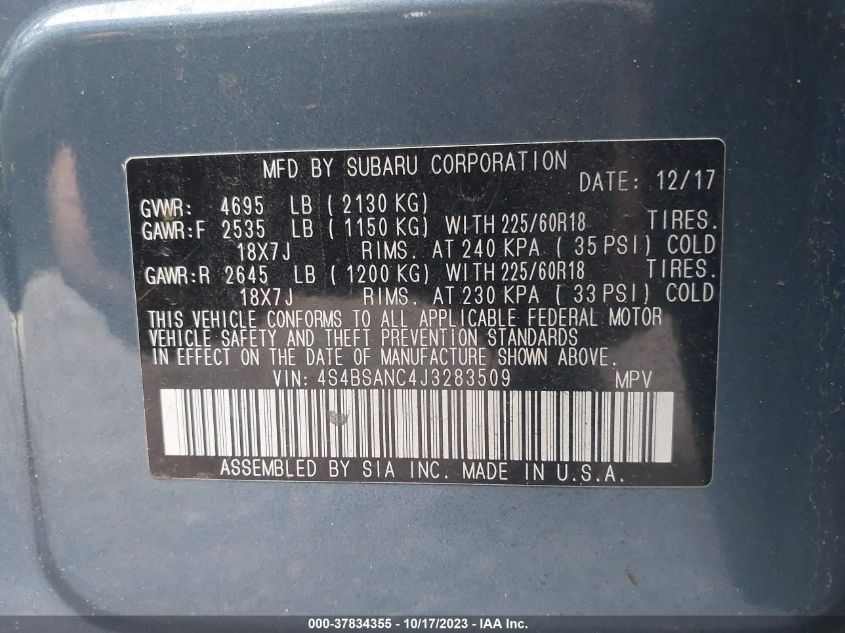 MFD BY SUBARU CORPORATION
DATE: 12/17
GVWR: 4695 LB ( 2130 KG)
GAWR:F 2535 LB ( 1150 KG) WITH 225/60R18 TIRES.
18X7J RIMS. AT 240 KPA ( 35 PSI) COLD
GAWR:R 2645 LB ( 1200 KG) WITH 225/60R18 TIRES.
18X7J RIMS. AT 230 KPA ( 33 PSI) COLD
THIS VEHICLE CONFORMS TO ALL APPLICABLE FEDERAL MOTOR
VEHICLE SAFETY AND THEFT PREVENTION STANDARDS
IN EFFECT ON THE DATE OF MANUFACTURE SHOWN ABOVE.
VIN: 4S4BSANC4J3283509 MPV
ASSEMBLED BY SIA INC. MADE IN U.S.A.
000-37834355 - 10/17/2023 - IAA Inc.